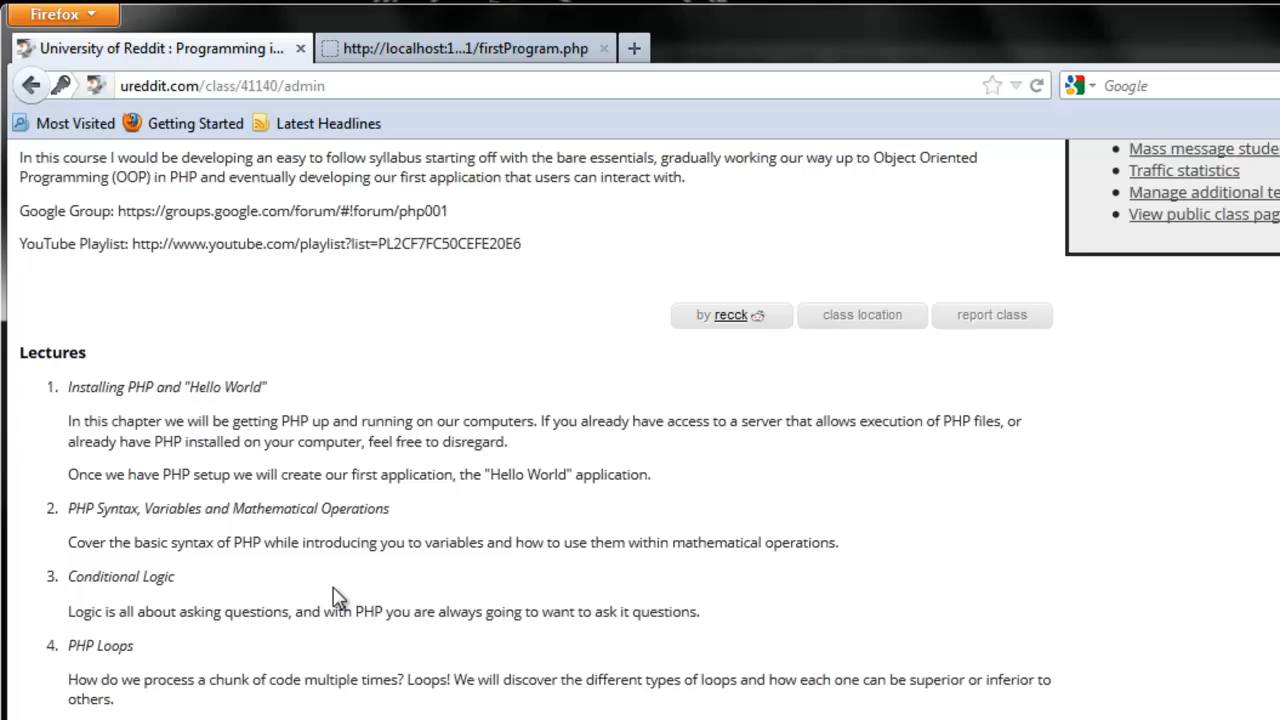 Firefox
University of Reddit : Programming i...
http://localhost:1...1/firstProgram.php
ureddit.com/class/41140/admin
Google
Most Visited
Getting Started
Latest Headlines
In this course I would be developing an easy to follow syllabus starting off with the bare essentials, gradually working our way up to Object Oriented
Programming (OOP) in PHP and eventually developing our first application that users can interact with.
Google Group: https://groups.google.com/forum/#!forum/php001
YouTube Playlist: http://www.youtube.com/playlist?list=PL2CF7FC50CEFE20E6
Mass message stude
Traffic statistics
Manage additional te
View public class pag
by recck
class location
report class
Lectures
1. Installing PHP and "Hello World"
In this chapter we will be getting PHP up and running on our computers. If you already have access to a server that allows execution of PHP files, or
already have PHP installed on your computer, feel free to disregard.
Once we have PHP setup we will create our first application, the "Hello World" application.
2. PHP Syntax, Variables and Mathematical Operations
Cover the basic syntax of PHP while introducing you to variables and how to use them within mathematical operations.
3. Conditional Logic
Logic is all about asking questions, and with PHP you are always going to want to ask it questions.
4. PHP Loops
How do we process a chunk of code multiple times? Loops! We will discover the different types of loops and how each one can be superior or inferior to
others.